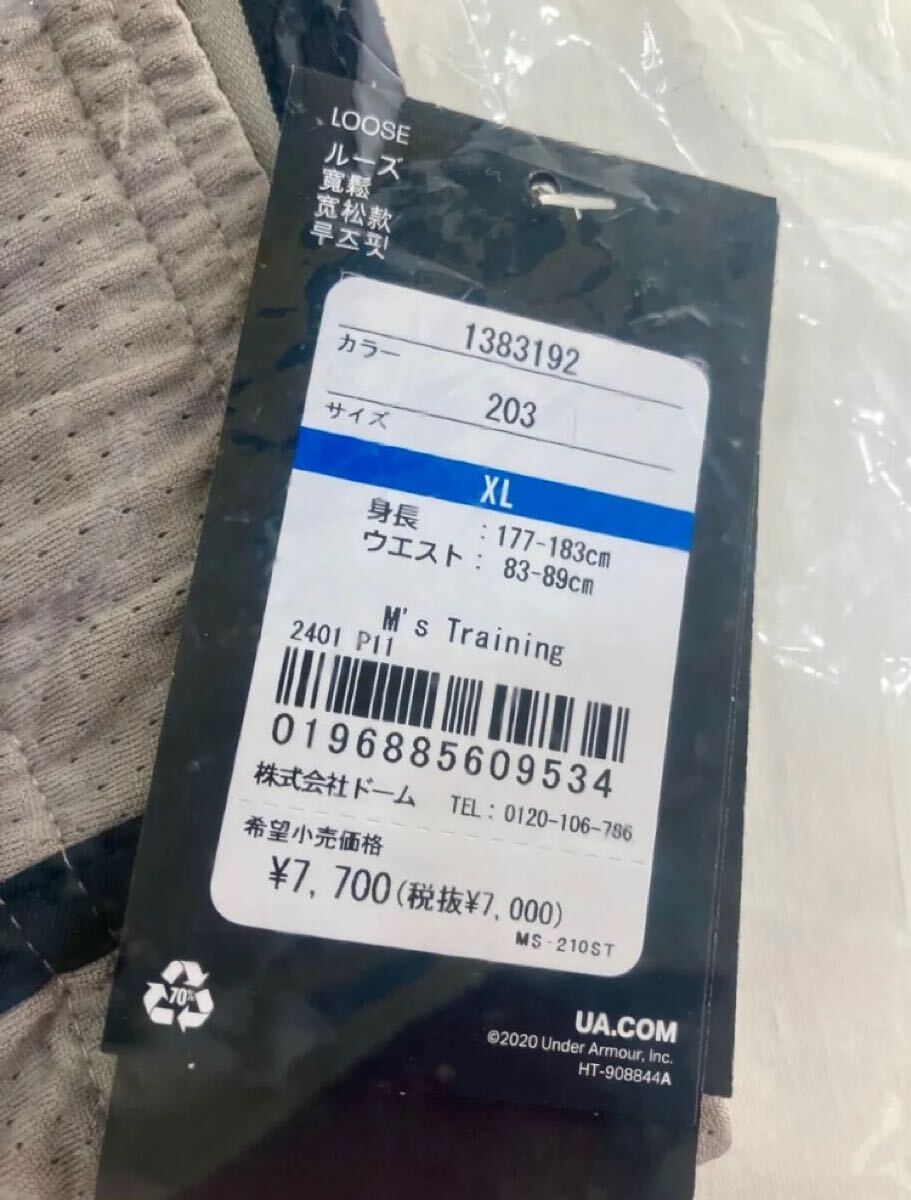 LOOSE
ルーズ
寬鬆
宽松款
루즈핏
1383192
カラー
203
サイズ
XL
身長 : 177-183cm
ウエスト : 83-89cm
M's Training
2401 P11
0196885609534
株式会社ドーム TEL: 0120-106-786
希望小売価格
¥7,700(税抜¥7,000)
MS-210ST
70%
UA.COM
©2020 Under Armour, Inc.
HT-908844A